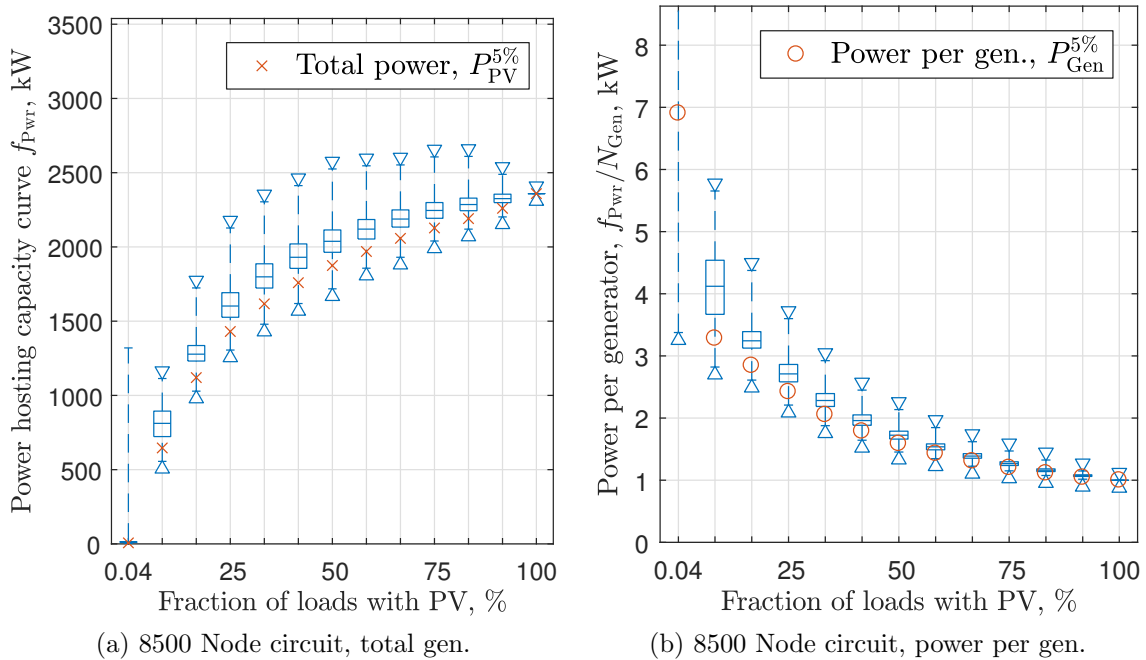 3500
3000
2500
2000
1500
1000
500
0
Power hosting capacity curve f_Pwr, kW
× Total power, P_PV^5%
0.04 25 50 75 100
Fraction of loads with PV, %
(a) 8500 Node circuit, total gen.
8
7
6
5
4
3
2
1
0
Power per generator, f_Pwr/N_Gen, kW
Power per gen., P_Gen^5%
0.04 25 50 75 100
Fraction of loads with PV, %
(b) 8500 Node circuit, power per gen.